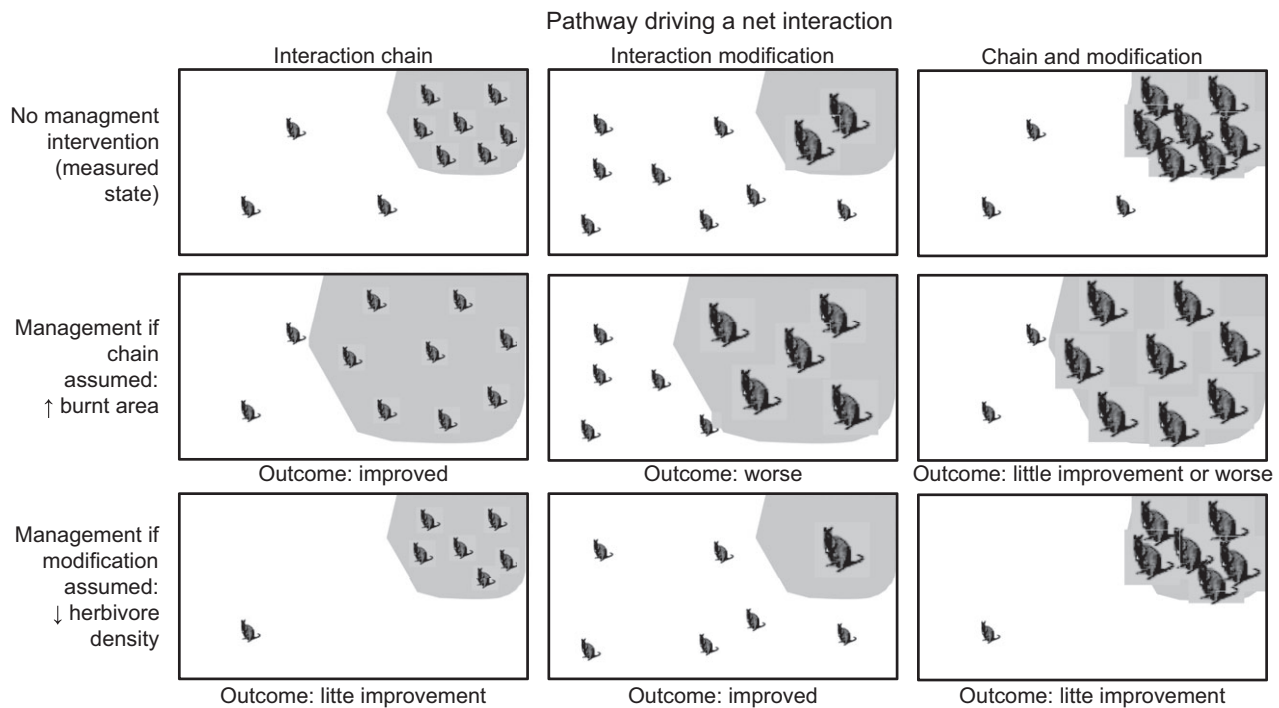 Pathway driving a net interaction
Interaction chain
Interaction modification
Chain and modification
No managment
intervention
(measured
state)
Management if
chain
assumed:
↑ burnt area
Outcome: improved
Outcome: worse
Outcome: little improvement or worse
Management if
modification
assumed:
↓ herbivore
density
Outcome: litte improvement
Outcome: improved
Outcome: litte improvement